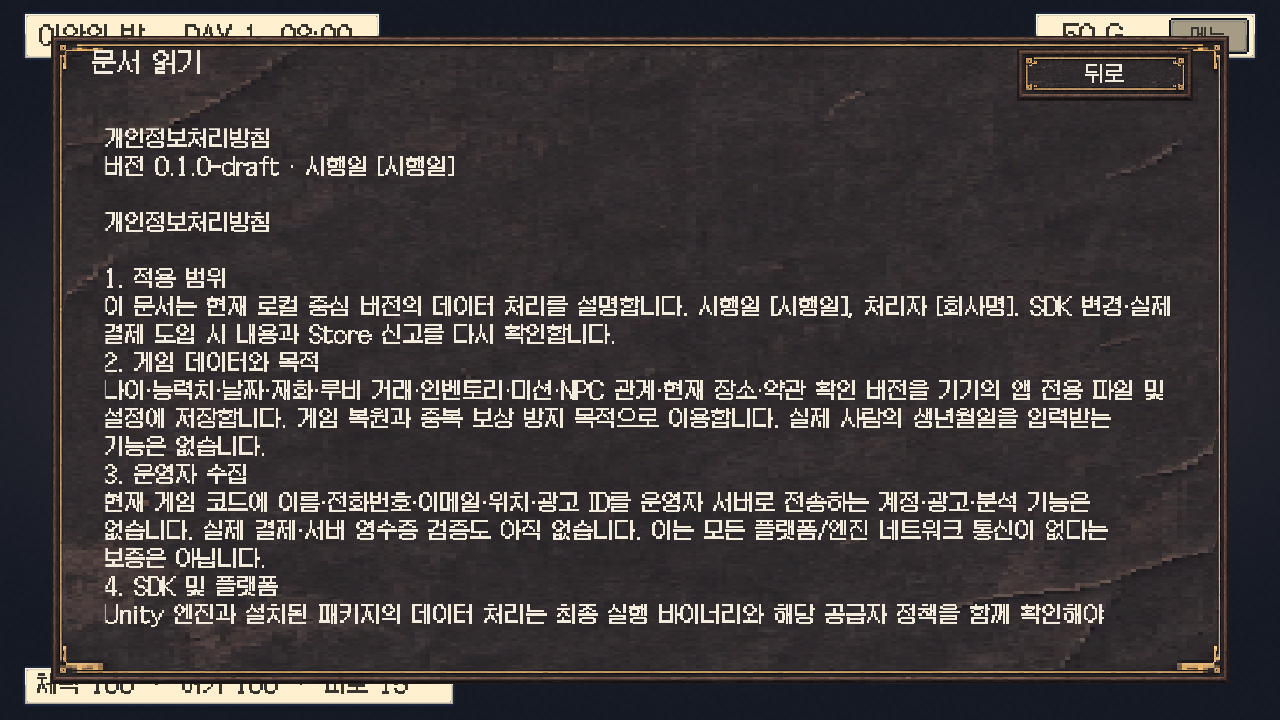 DAY 1 09:00
50 G
메뉴
문서 읽기
뒤로
개인정보처리방침
버전 0.1.0-draft · 시행일 [시행일]
개인정보처리방침
1. 적용 범위
이 문서는 현재 로컬 중심 버전의 데이터 처리를 설명합니다. 시행일 [시행일], 처리자 [회사명]. SDK 변경·실제
결제 도입 시 내용과 Store 신고를 다시 확인합니다.
2. 게임 데이터와 목적
나이·능력치·날짜·재화·루비 거래·인벤토리·미션·NPC 관계·현재 장소·약관 확인 버전을 기기의 앱 전용 파일 및
설정에 저장합니다. 게임 복원과 중복 보상 방지 목적으로 이용합니다. 실제 사람의 생년월일을 입력받는
기능은 없습니다.
3. 운영자 수집
현재 게임 코드에 이름·전화번호·이메일·위치·광고 ID를 운영자 서버로 전송하는 계정·광고·분석 기능은
없습니다. 실제 결제·서버 영수증 검증도 아직 없습니다. 이는 모든 플랫폼/엔진 네트워크 통신이 없다는
보증은 아닙니다.
4. SDK 및 플랫폼
Unity 엔진과 설치된 패키지의 데이터 처리는 최종 실행 바이너리와 해당 공급자 정책을 함께 확인해야
체력 100 · 허기 100 · 피로 15